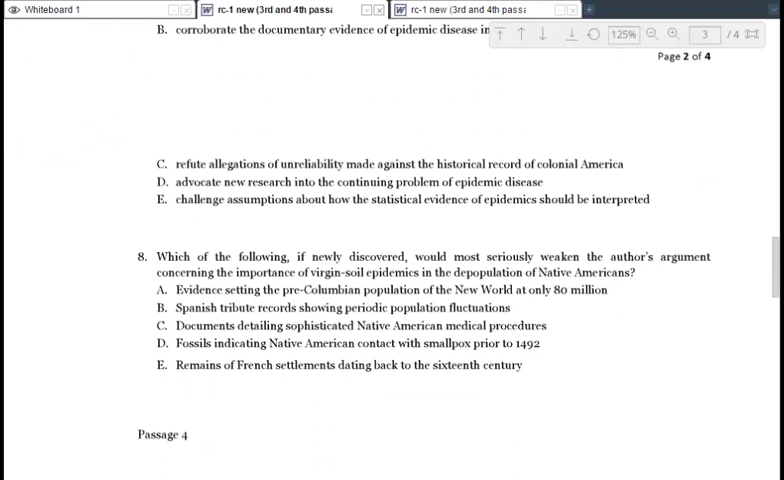 Whiteboard 1
rc-1 new (3rd and 4th passa
rc-1 new (3rd and 4th passa
B. corroborate the documentary evidence of epidemic disease in
125%
3 / 4
Page 2 of 4
C. refute allegations of unreliability made against the historical record of colonial America
D. advocate new research into the continuing problem of epidemic disease
E. challenge assumptions about how the statistical evidence of epidemics should be interpreted
8. Which of the following, if newly discovered, would most seriously weaken the author's argument
concerning the importance of virgin-soil epidemics in the depopulation of Native Americans?
A. Evidence setting the pre-Columbian population of the New World at only 80 million
B. Spanish tribute records showing periodic population fluctuations
C. Documents detailing sophisticated Native American medical procedures
D. Fossils indicating Native American contact with smallpox prior to 1492
E. Remains of French settlements dating back to the sixteenth century
Passage 4